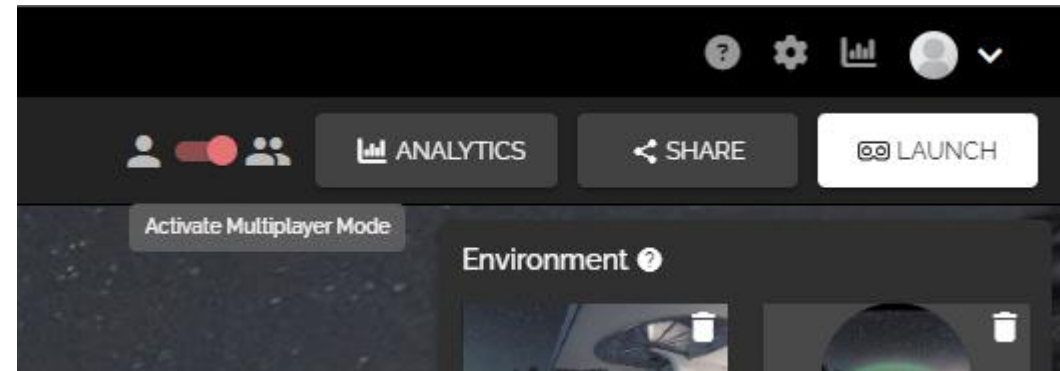 ANALYTICS
SHARE
LAUNCH
Activate Multiplayer Mode
Environment